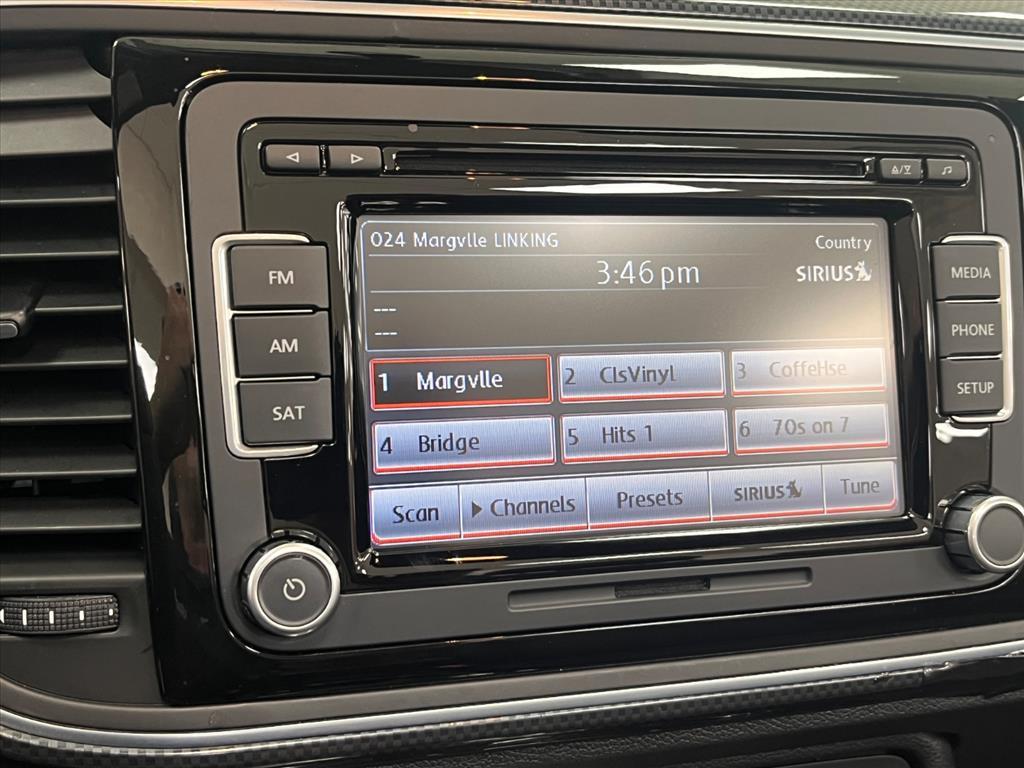 024 Margvlle LINKING
Country
3:46 pm
SIRIUS
---
---
FM
AM
SAT
MEDIA
PHONE
SETUP
1 Margvlle
2 ClsVinyl
3 CoffeHse
4 Bridge
5 Hits 1
6 70s on 7
Scan
Channels
Presets
SIRIUS
Tune